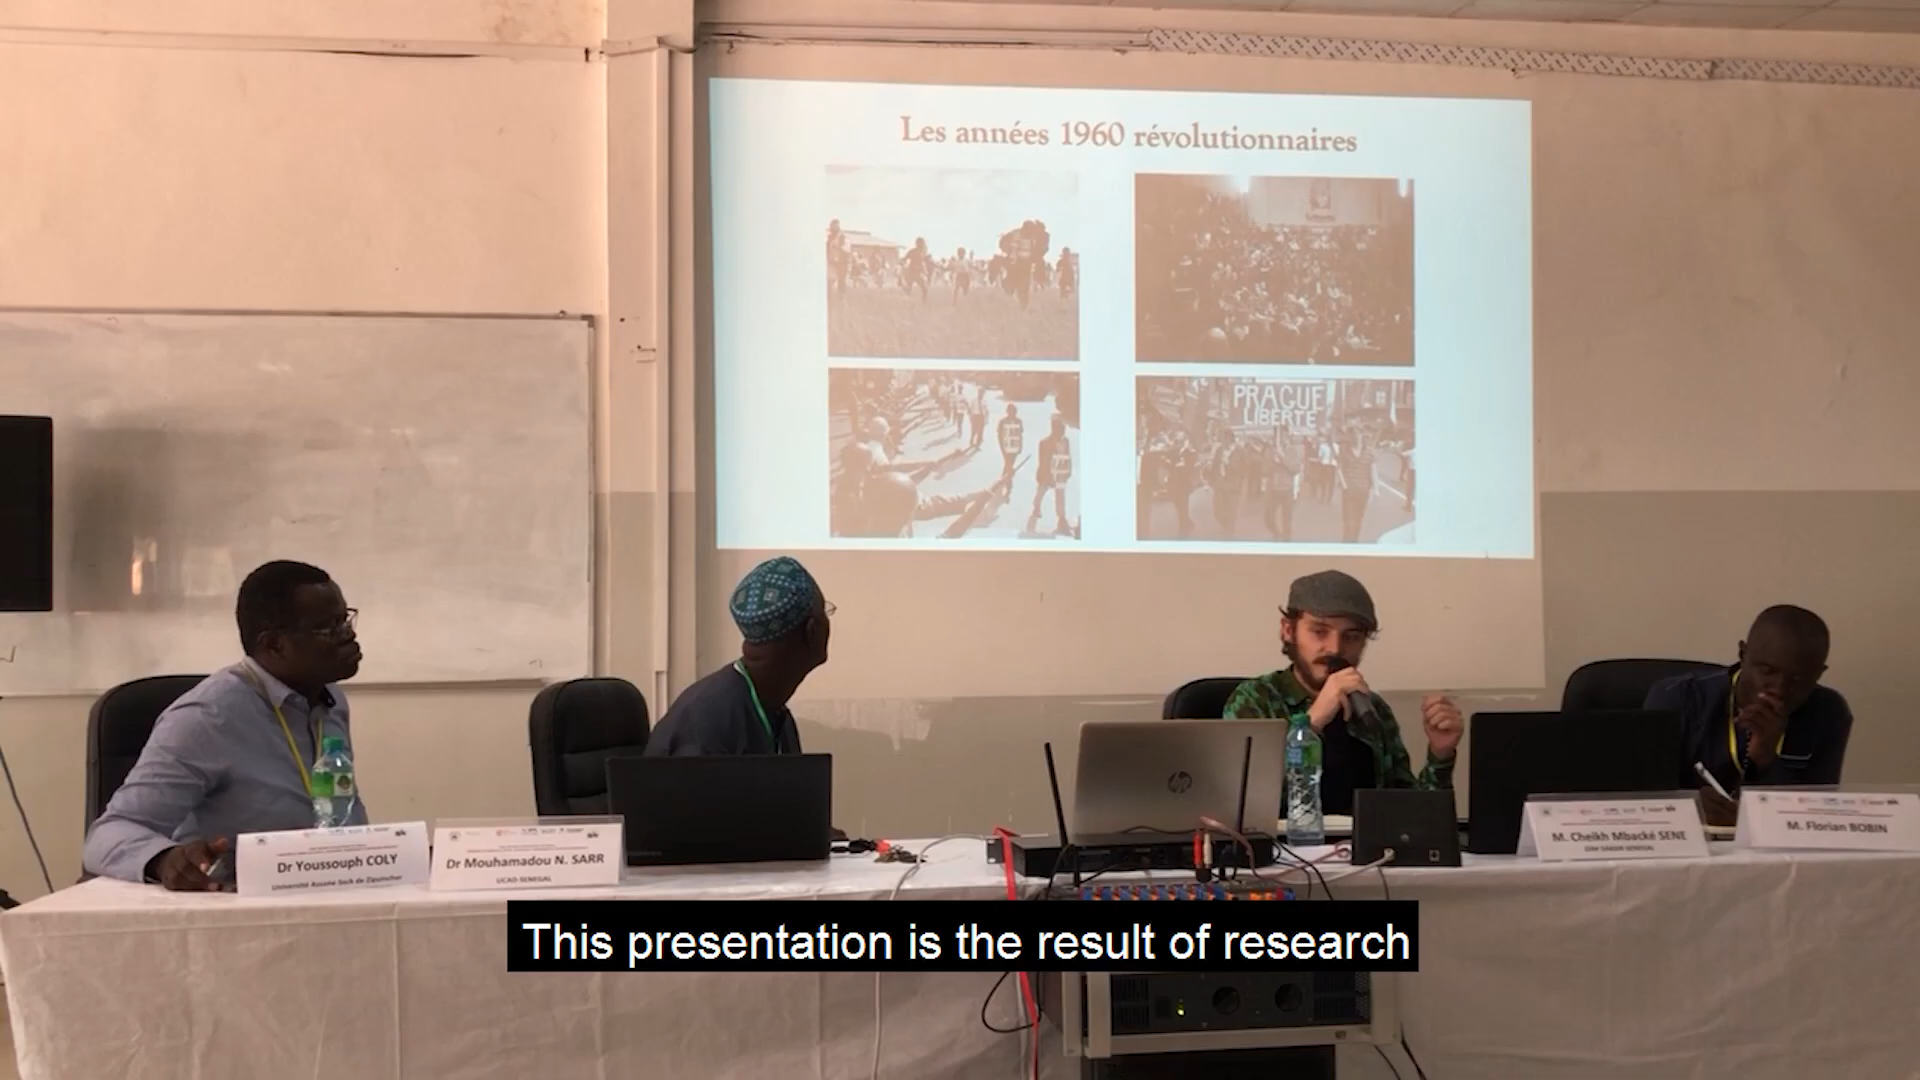 Les années 1960 révolutionnaires
PRAGUE
LIBERTE
Dr Youssouph COLY
Université Assane Seck de Ziguinchor
Dr Mouhamadou N. SARR
UCAD-SENEGAL
hp
M. Cheikh Mbacké SENE
M. Florian BOBIN
This presentation is the result of research